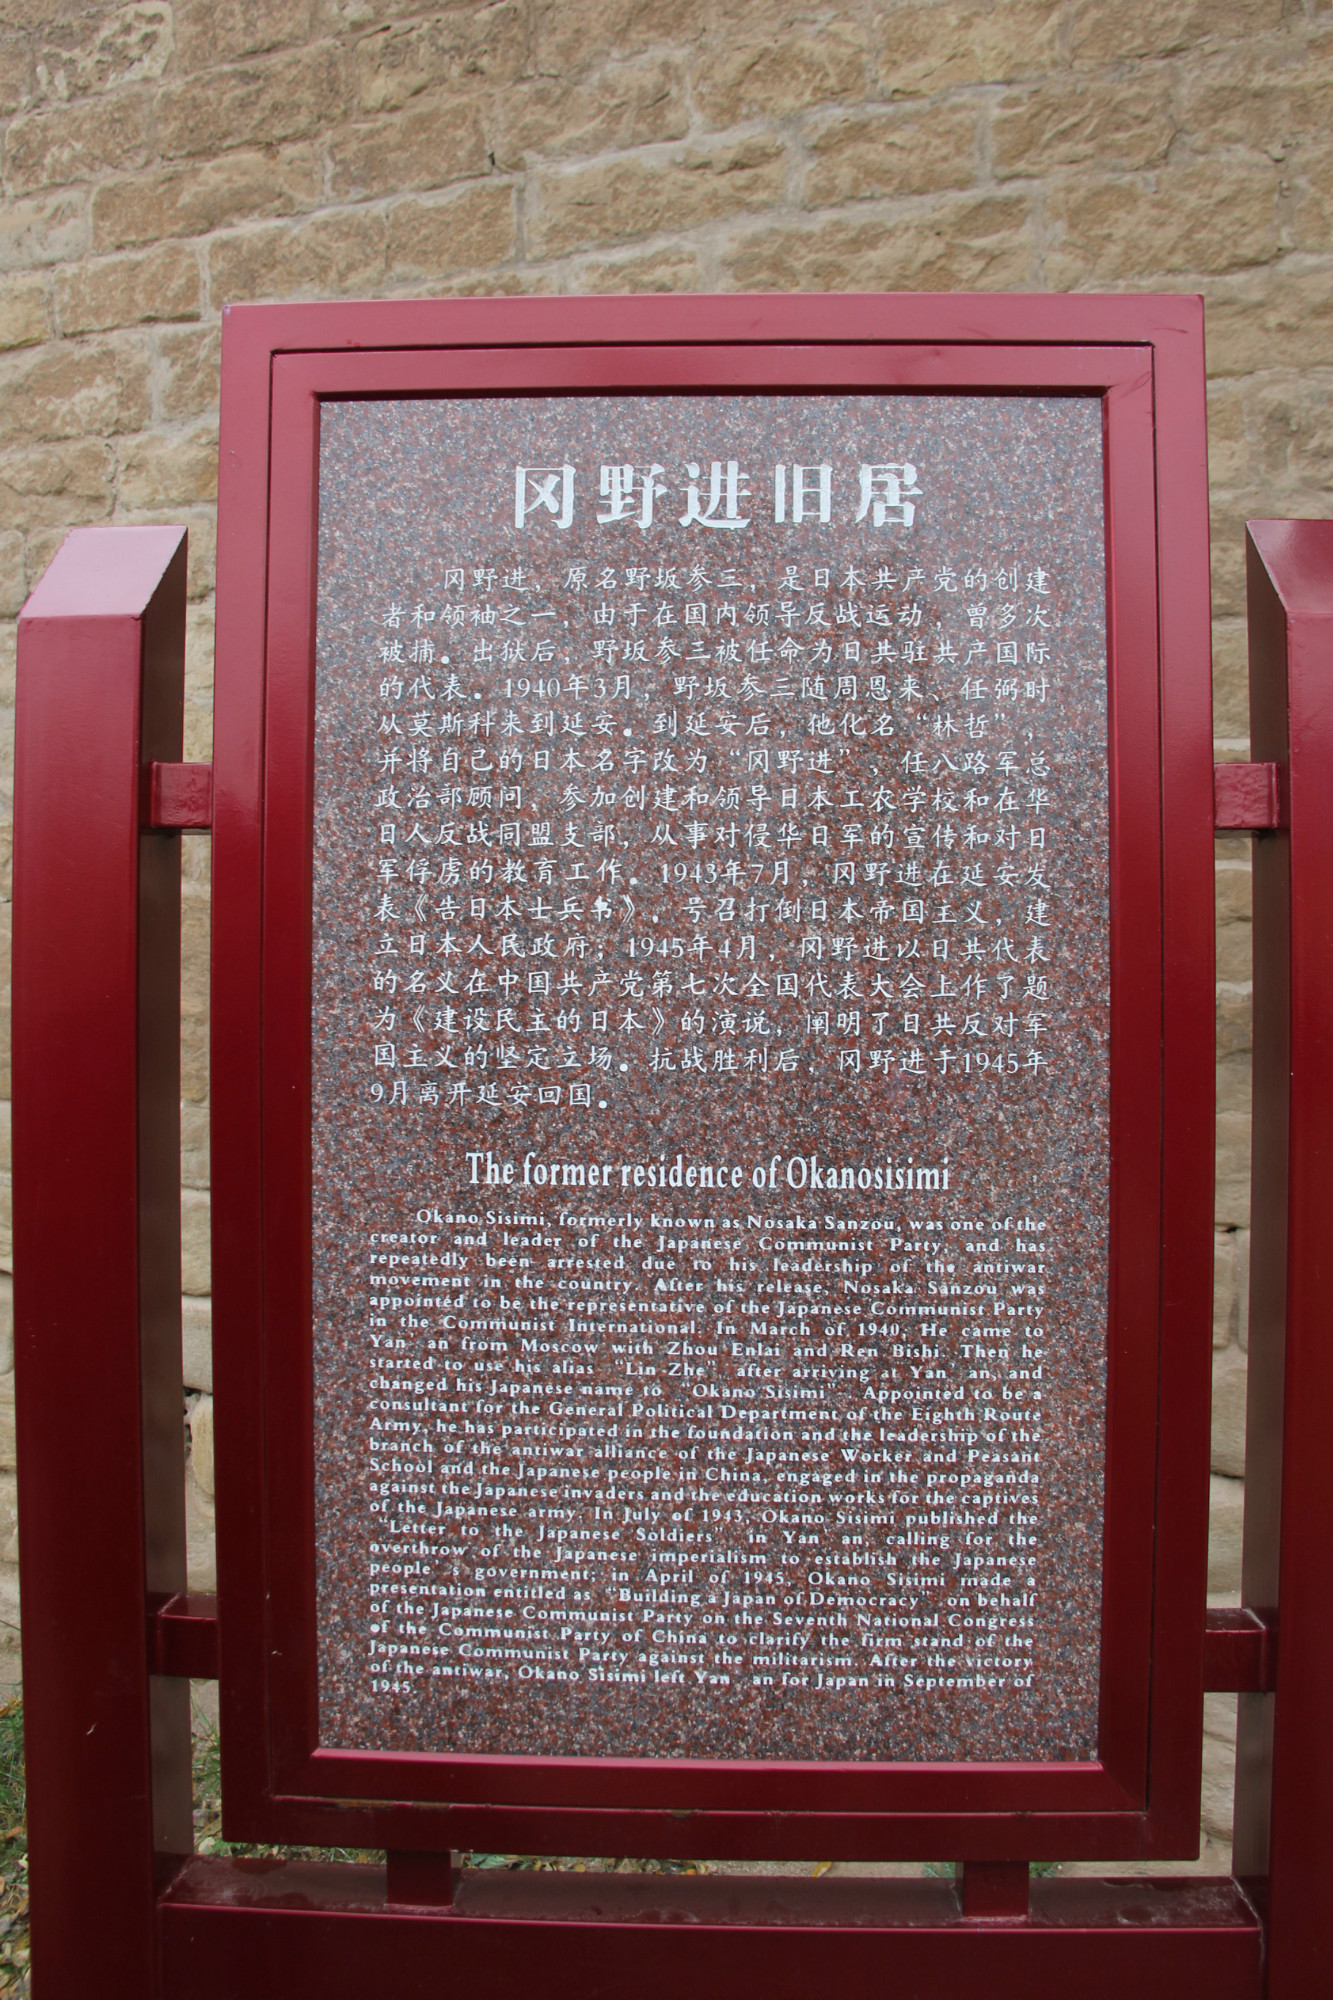 冈野进旧居
冈野进，原名野坂参三，是日本共产党的创建
者和领袖之一，由于在国内领导反战运动，曾多次
被捕。出狱后，野坂参三被任命为日共驻共产国际
的代表。1940年3月，野坂参三随周恩来、任弼时
从莫斯科来到延安。到延安后，他化名“林哲”，
并将自己的日本名字改为“冈野进”，任八路军总
政治部顾问，参加创建和领导日本工农学校和在华
日人反战同盟支部，从事对侵华日军的宣传和对日
军俘虏的教育工作。1943年7月，冈野进在延安发
表《告日本士兵书》，号召打倒日本帝国主义，建
立日本人民政府；1945年4月，冈野进以日共代表
的名义在中国共产党第七次全国代表大会上作了题
为《建设民主的日本》的演说，阐明了日共反对军
国主义的坚定立场。抗战胜利后，冈野进于1945年
9月离开延安回国。
The former residence of Okanosisimi
Okano Sisimi, formerly known as Nosaka Sanzou, was one of the
creator and leader of the Japanese Communist Party, and has
repeatedly been arrested due to his leadership of the antiwar
movement in the country. After his release, Nosaka Sanzou was
appointed to be the representative of the Japanese Communist Party
in the Communist International. In March of 1940, He came to
Yan' an from Moscow with Zhou Enlai and Ren Bishi. Then he
started to use his alias "Lin Zhe" after arriving at Yan' an, and
changed his Japanese name to "Okano Sisimi". Appointed to be a
consultant for the General Political Department of the Eighth Route
Army, he has participated in the foundation and the leadership of the
branch of the antiwar alliance of the Japanese Worker and Peasant
School and the Japanese people in China, engaged in the propaganda
against the Japanese invaders and the education works for the captives
of the Japanese army. In July of 1943, Okano Sisimi published the
"Letter to the Japanese Soldiers" in Yan' an, calling for the
overthrow of the Japanese imperialism to establish the Japanese
people's government; in April of 1945, Okano Sisimi made a
presentation entitled as "Building a Japan of Democracy" on behalf
of the Japanese Communist Party on the Seventh National Congress
of the Communist Party of China to clarify the firm stand of the
Japanese Communist Party against the militarism. After the victory
of the antiwar, Okano Sisimi left Yan' an for Japan in September of
1945.